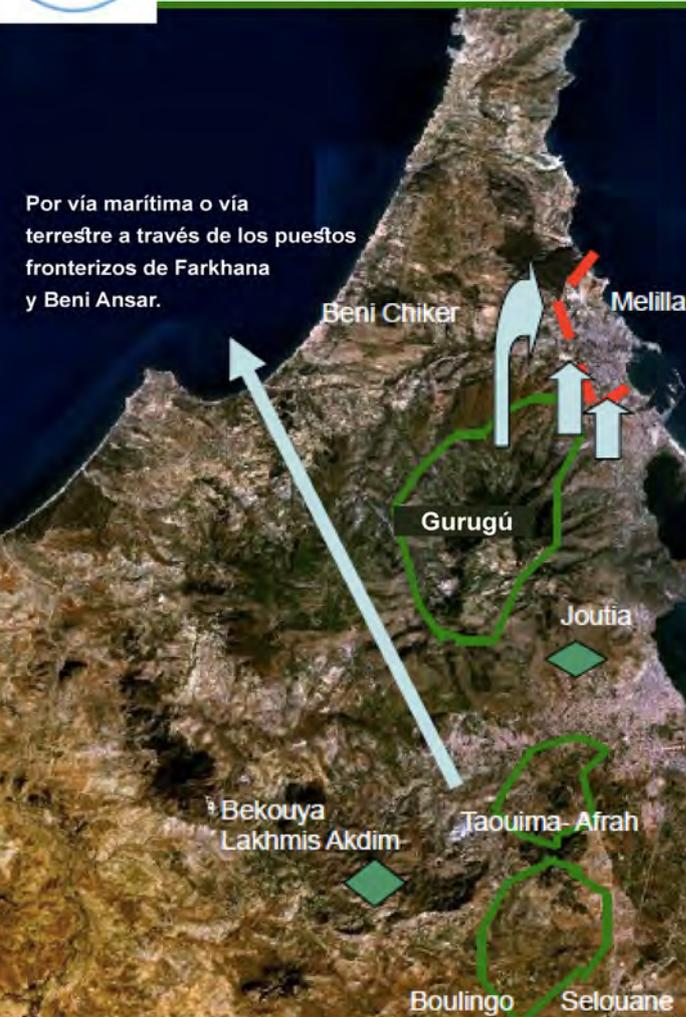 Por vía marítima o vía
terrestre a través de los puestos
fronterizos de Farkhana
y Beni Ansar.
Beni Chiker
Melilla
Gurugú
Joutia
Bekouya
Lakhmis Akdim
Taouima- Afrah
Boulingo
Selouane